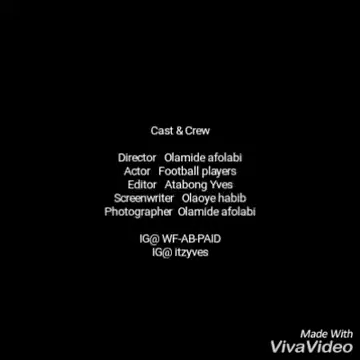 Cast & Crew
Director Olamide afolabi
Actor Football players
Editor Atabong Yves
Screenwriter Olaoye habib
Photographer Olamide afolabi
IG@ WF-AB-PAID
IG@ itzyves
Made With
VivaVideo